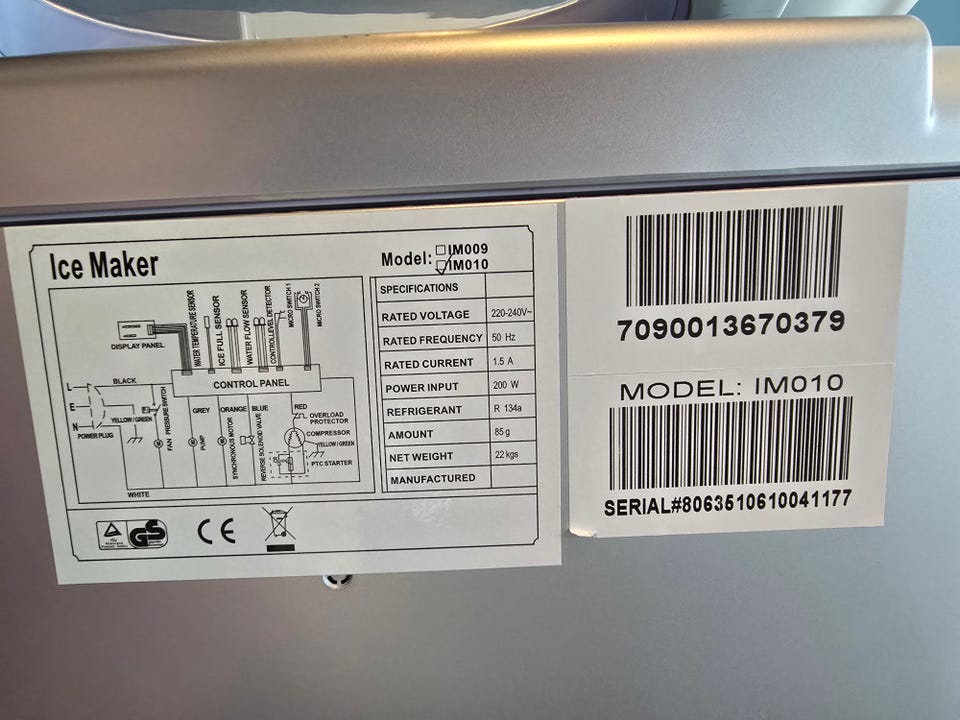 Ice Maker
Model: IM009
IM010
WATER TEMPERATURE SENSOR
ICE FULL SENSOR
WATER FLOW SENSOR
CONTROLLEVEL DETECTOR
MICRO SWITCH 1
MICRO SWITCH 2
DISPLAY PANEL
CONTROL PANEL
L
E
N
POWER PLUG
BLACK
YELLOW/GREEN
WHITE
FAN
PRESSURE SWITCH
GREY
PUMP
ORANGE
SYNCHRONOUS MOTOR
BLUE
REVERSE SOLENOID VALVE
RED
OVERLOAD
PROTECTOR
COMPRESSOR
YELLOW/GREEN
PTC STARTER
SPECIFICATIONS
RATED VOLTAGE 220-240V~
RATED FREQUENCY 50 Hz
RATED CURRENT 1.5 A
POWER INPUT 200 W
REFRIGERANT R 134a
AMOUNT 85g
NET WEIGHT 22 kgs
MANUFACTURED
GS
CE
7090013670379
MODEL: IM010
SERIAL#8063510610041177